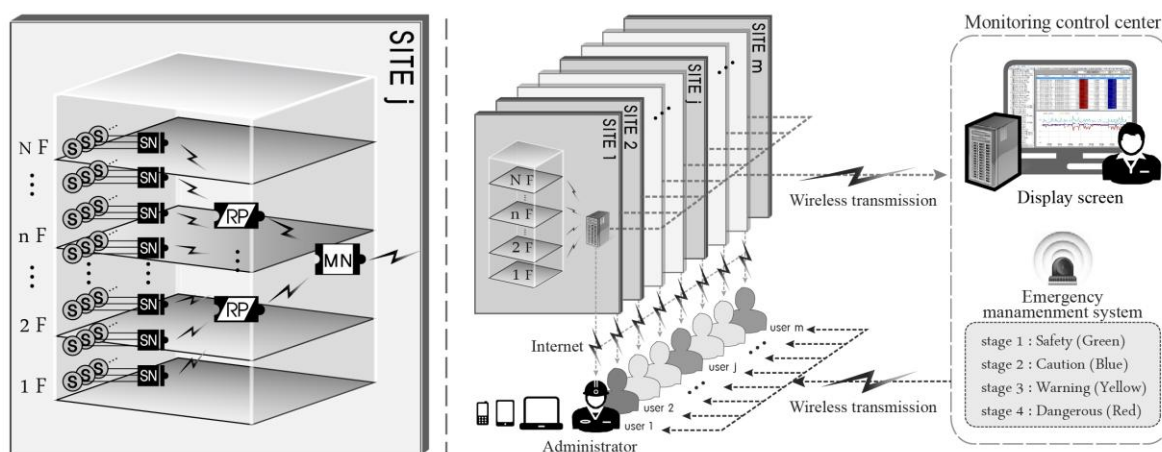 SITE j
N F
n F
2 F
1 F
S S S SN
S S S SN
S S S SN
S S S SN
S S S SN
S S S SN
S S S SN
RP
RP
MN
SITE 1
SITE 2
SITE j
SITE m
N F
n F
2 F
1 F
Internet
user m
user j
user 2
user 1
Administrator
Wireless transmission
Wireless transmission
Monitoring control center
Display screen
Emergency
manamenment system
stage 1 : Safety (Green)
stage 2 : Caution (Blue)
stage 3 : Warning (Yellow)
stage 4 : Dangerous (Red)